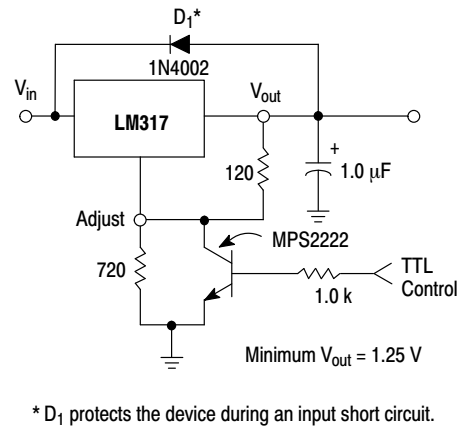 D1*
1N4002
Vin
Vout
LM317
+
120
1.0 µF
Adjust
MPS2222
720
TTL
Control
1.0 k
Minimum Vout = 1.25 V
* D1 protects the device during an input short circuit.